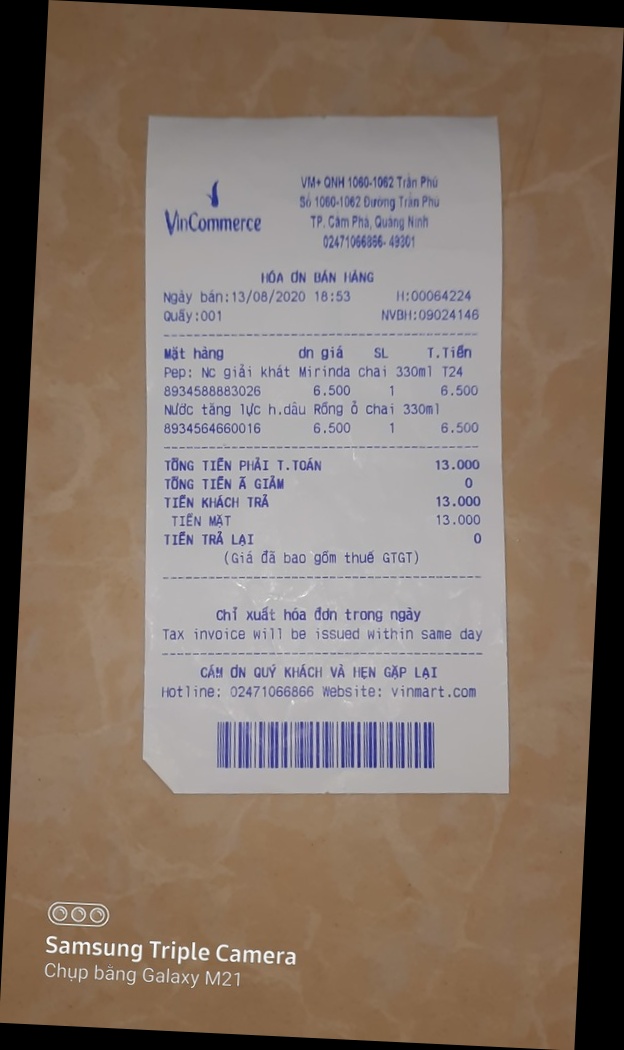 VinCommerce
VM+ QNH 1060-1062 Trần Phú
Số 1060-1062 Đường Trần Phú
TP. Cẩm Phả, Quảng Ninh
02471066866- 49301
HÓA ƠN BÁN HÀNG
Ngày bán:13/08/2020 18:53 H:00064224
Quầy:001 NVBH:09024146
Mặt hàng ơn giá SL T.Tiền
Pep: Nc giải khát Mirinda chai 330ml T24
8934588883026 6.500 1 6.500
Nước tăng lực h.dâu Rồng ỏ chai 330ml
8934564660016 6.500 1 6.500
TỔNG TIỀN PHẢI T.TOÁN 13.000
TỔNG TIỀN Ã GIẢM 0
TIỀN KHÁCH TRẢ 13.000
TIỀN MẶT 13.000
TIỀN TRẢ LẠI 0
(Giá đã bao gồm thuế GTGT)
Chỉ xuất hóa đơn trong ngày
Tax invoice will be issued within same day
CẢM ƠN QUÝ KHÁCH VÀ HẸN GẶP LẠI
Hotline: 02471066866 Website: vinmart.com
Samsung Triple Camera
Chụp bằng Galaxy M21